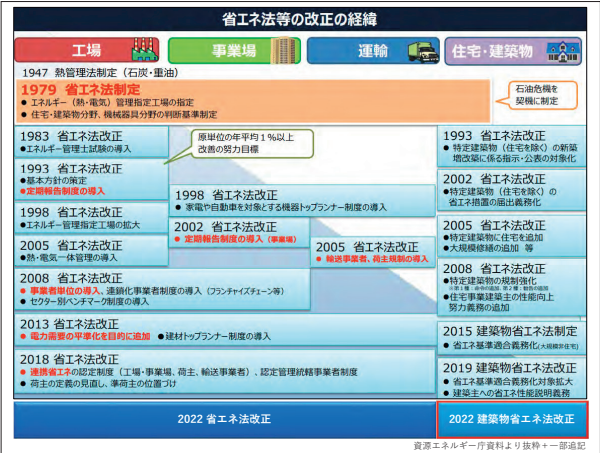 省エネ法等の改正の経緯
工場
事業場
運輸
住宅・建築物
1947 熱管理法制定（石炭・重油）
1979 省エネ法制定
● エネルギー（熱・電気）管理指定工場の指定
● 住宅・建築物分野、機械器具分野の判断基準制定
石油危機を
契機に制定
1983 省エネ法改正
●エネルギー管理士試験の導入
原単位の年平均１％以上
改善の努力目標
1993 省エネ法改正
●基本方針の策定
●定期報告制度の導入
1998 省エネ法改正
●エネルギー管理指定工場の拡大
2005 省エネ法改正
●熱・電気一体管理の導入
1998 省エネ法改正
● 家電や自動車を対象とする機器トップランナー制度の導入
2002 省エネ法改正
● 定期報告制度の導入（事業場）
2005 省エネ法改正
● 輸送事業者、荷主規制の導入
2008 省エネ法改正
● 事業者単位の導入、連鎖化事業者制度の導入（フランチャイズチェーン等）
● セクター別ベンチマーク制度の導入
2013 省エネ法改正
● 電力需要の平準化を目的に追加 ●建材トップランナー制度の導入
2018 省エネ法改正
●連携省エネの認定制度（工場・事業場、荷主、輸送事業者）、認定管理統轄事業者制度
● 荷主の定義の見直し、準荷主の位置づけ
1993 省エネ法改正
●特定建築物（住宅を除く）の新築
増改築に係る指示・公表の対象化
2002 省エネ法改正
●特定建築物（住宅を除く）の
省エネ措置の届出義務化
2005 省エネ法改正
●特定建築物に住宅を追加
●大規模修繕の追加 等
2008 省エネ法改正
●特定建築物の規制強化
※第１種：命令の追加、第２種：勧告の追加
●住宅事業建築主の性能向上
努力義務の追加
2015 建築物省エネ法制定
● 省エネ基準適合義務化(大規模非住宅)
2019 建築物省エネ法改正
● 省エネ基準適合義務化対象拡大
● 建築主への省エネ性能説明義務
2022 省エネ法改正
2022 建築物省エネ法改正
資源エネルギー庁資料より抜粋＋一部追記